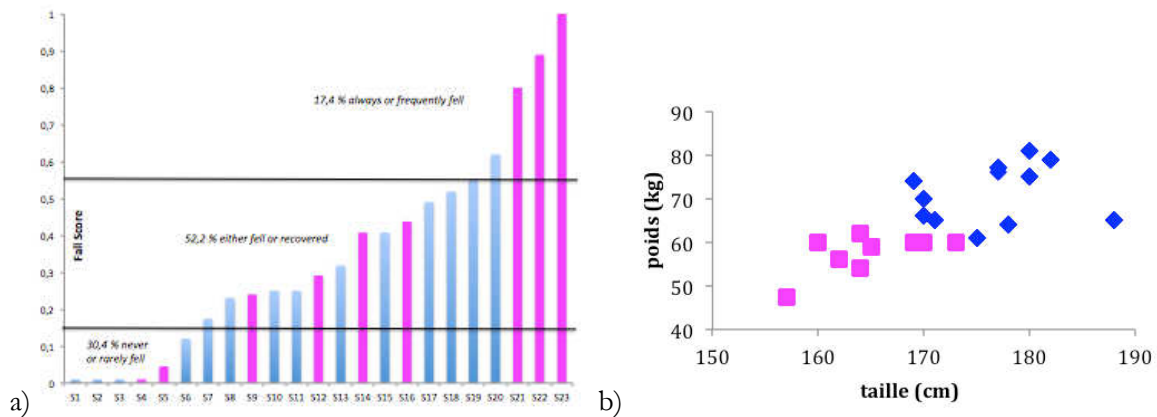 1
0,9
0,8
17,4 % always or frequently fell
0,7
0,6
0,5
Fall Score
0,4
52,2 % either fell or recovered
0,3
0,2
0,1
30,4 % never
or rarely fell
0
S1 S2 S3 S4 S5 S6 S7 S8 S9 S10 S11 S12 S13 S14 S15 S16 S17 S18 S19 S20 S21 S22 S23
a)
90
80
70
60
50
40
poids (kg)
150 160 170 180 190
taille (cm)
b)